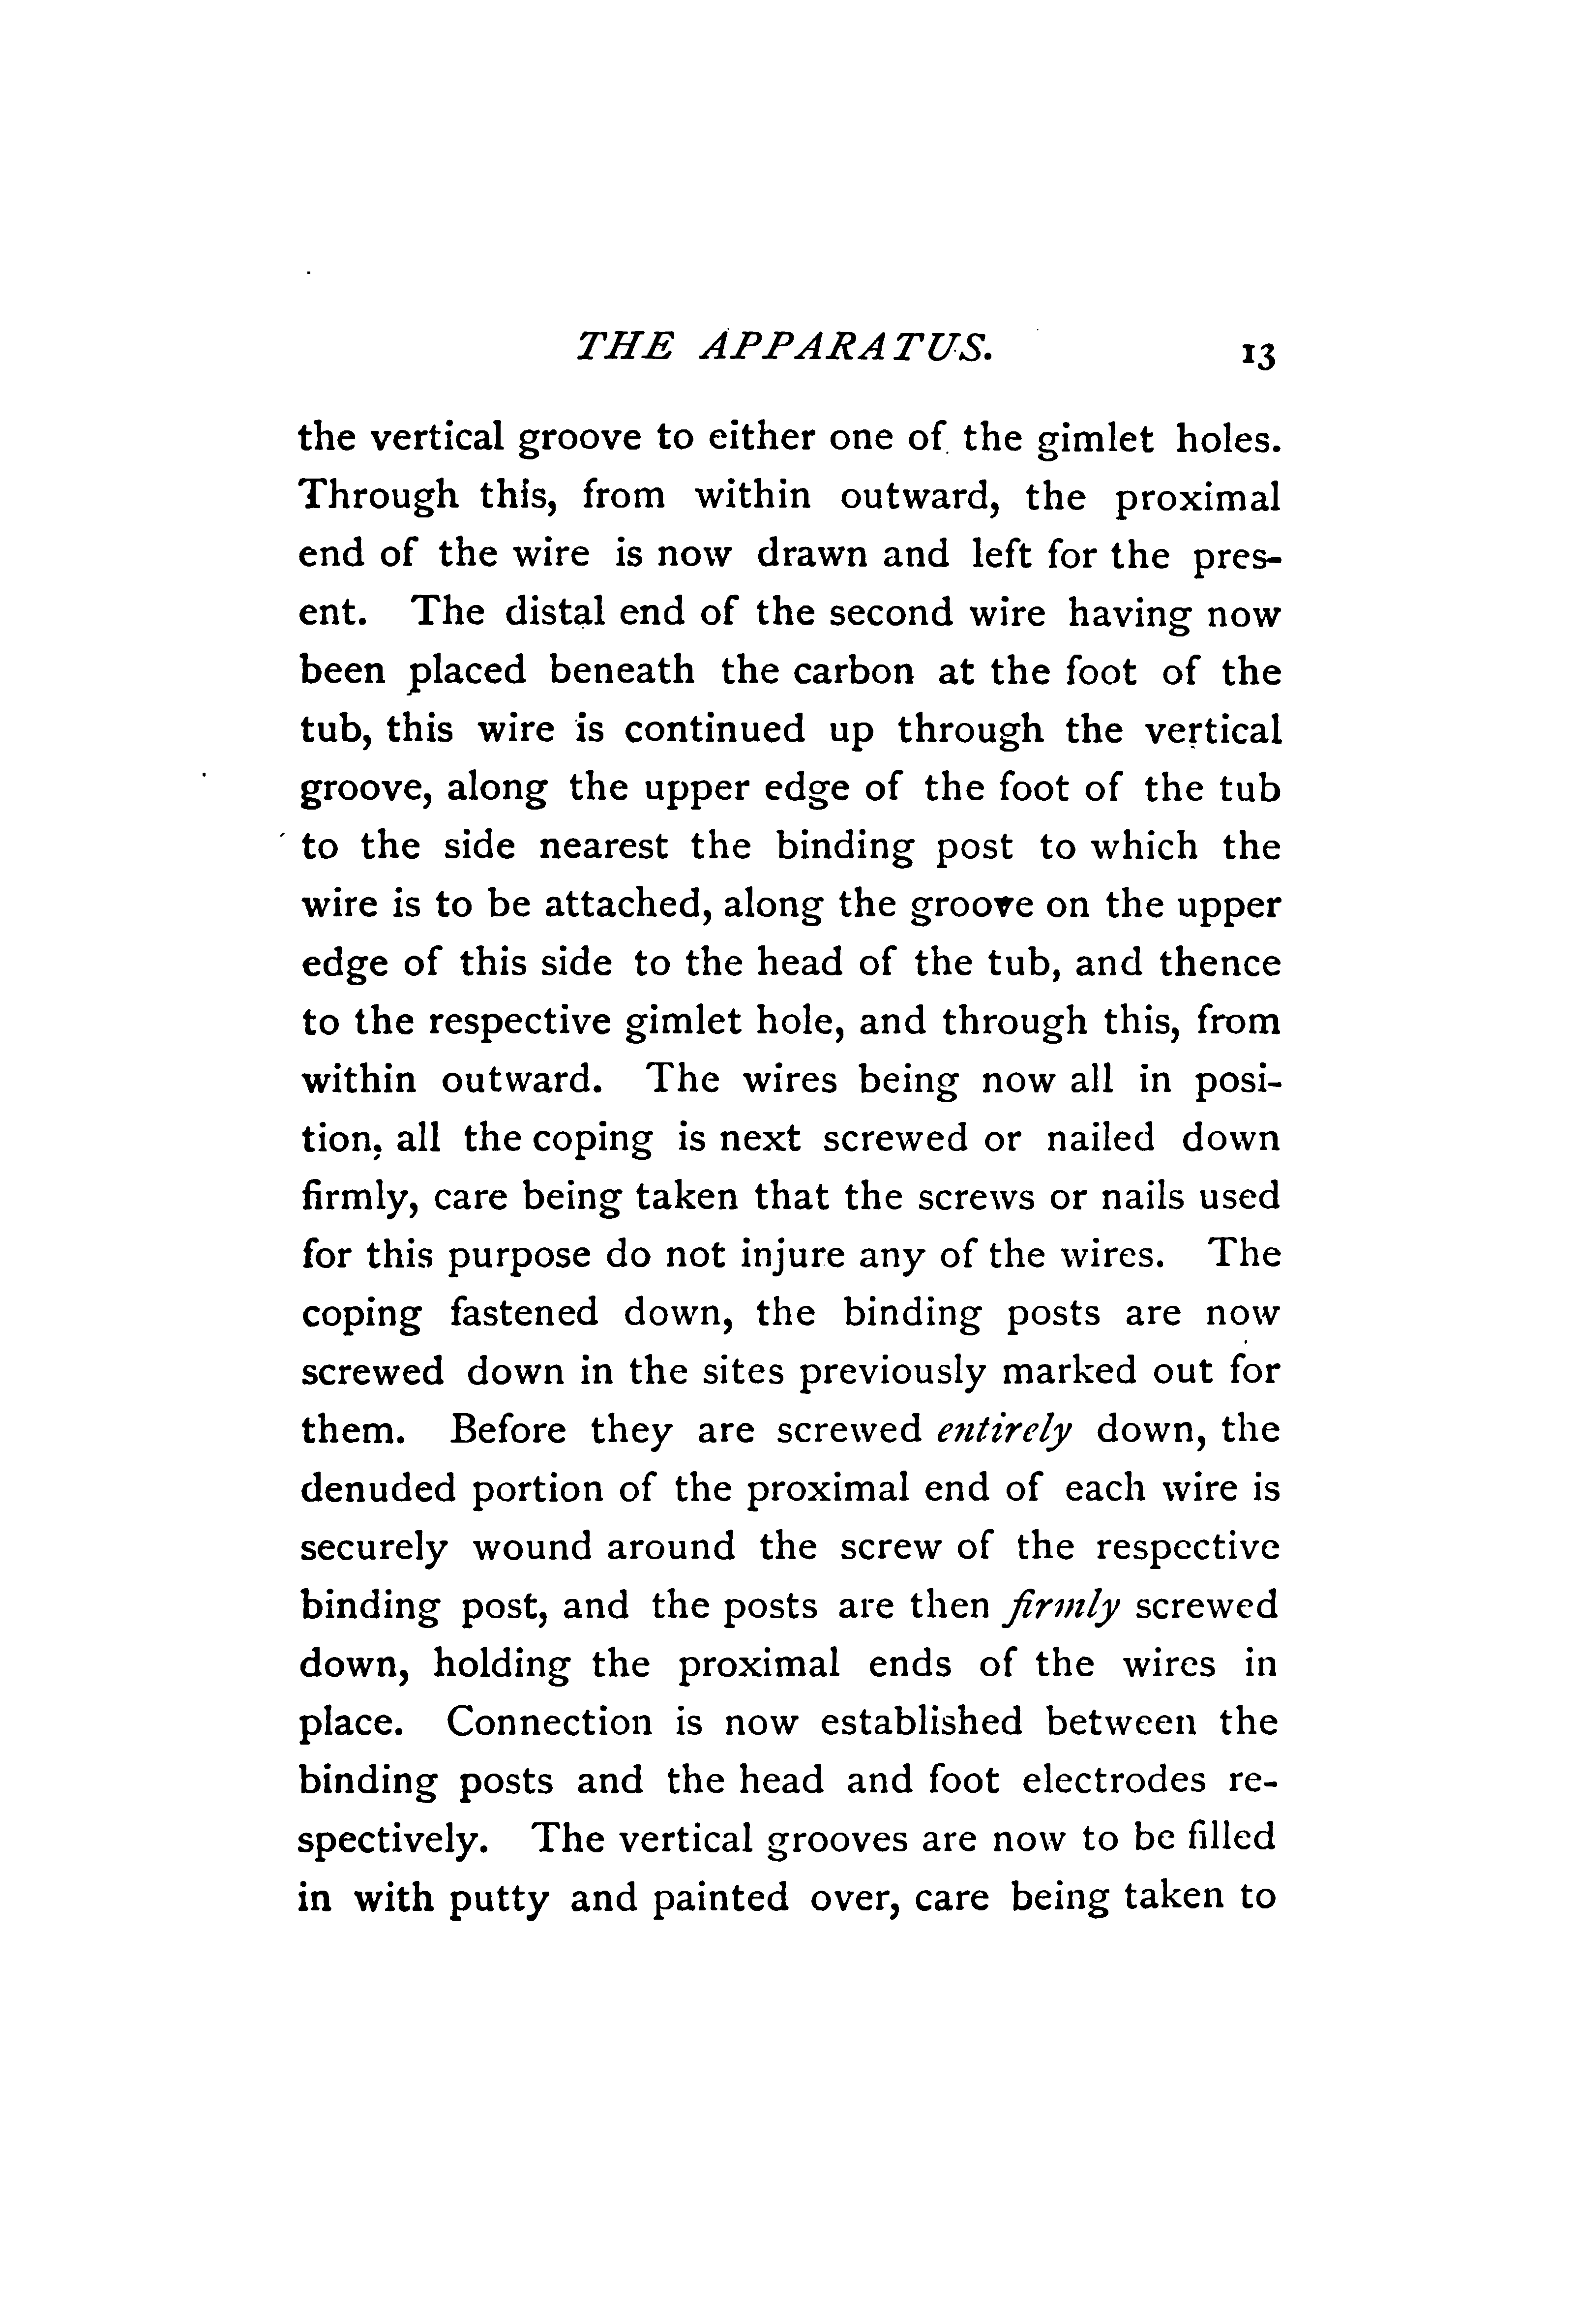 THE APPARATUS. 13
the vertical groove to either one of the gimlet holes.
Through this, from within outward, the proximal
end of the wire is now drawn and left for the pres-
ent. The distal end of the second wire having now
been placed beneath the carbon at the foot of the
tub, this wire is continued up through the vertical
groove, along the upper edge of the foot of the tub
to the side nearest the binding post to which the
wire is to be attached, along the groove on the upper
edge of this side to the head of the tub, and thence
to the respective gimlet hole, and through this, from
within outward. The wires being now all in posi-
tion, all the coping is next screwed or nailed down
firmly, care being taken that the screws or nails used
for this purpose do not injure any of the wires. The
coping fastened down, the binding posts are now
screwed down in the sites previously marked out for
them. Before they are screwed entirely down, the
denuded portion of the proximal end of each wire is
securely wound around the screw of the respective
binding post, and the posts are then firmly screwed
down, holding the proximal ends of the wires in
place. Connection is now established between the
binding posts and the head and foot electrodes re-
spectively. The vertical grooves are now to be filled
in with putty and painted over, care being taken to